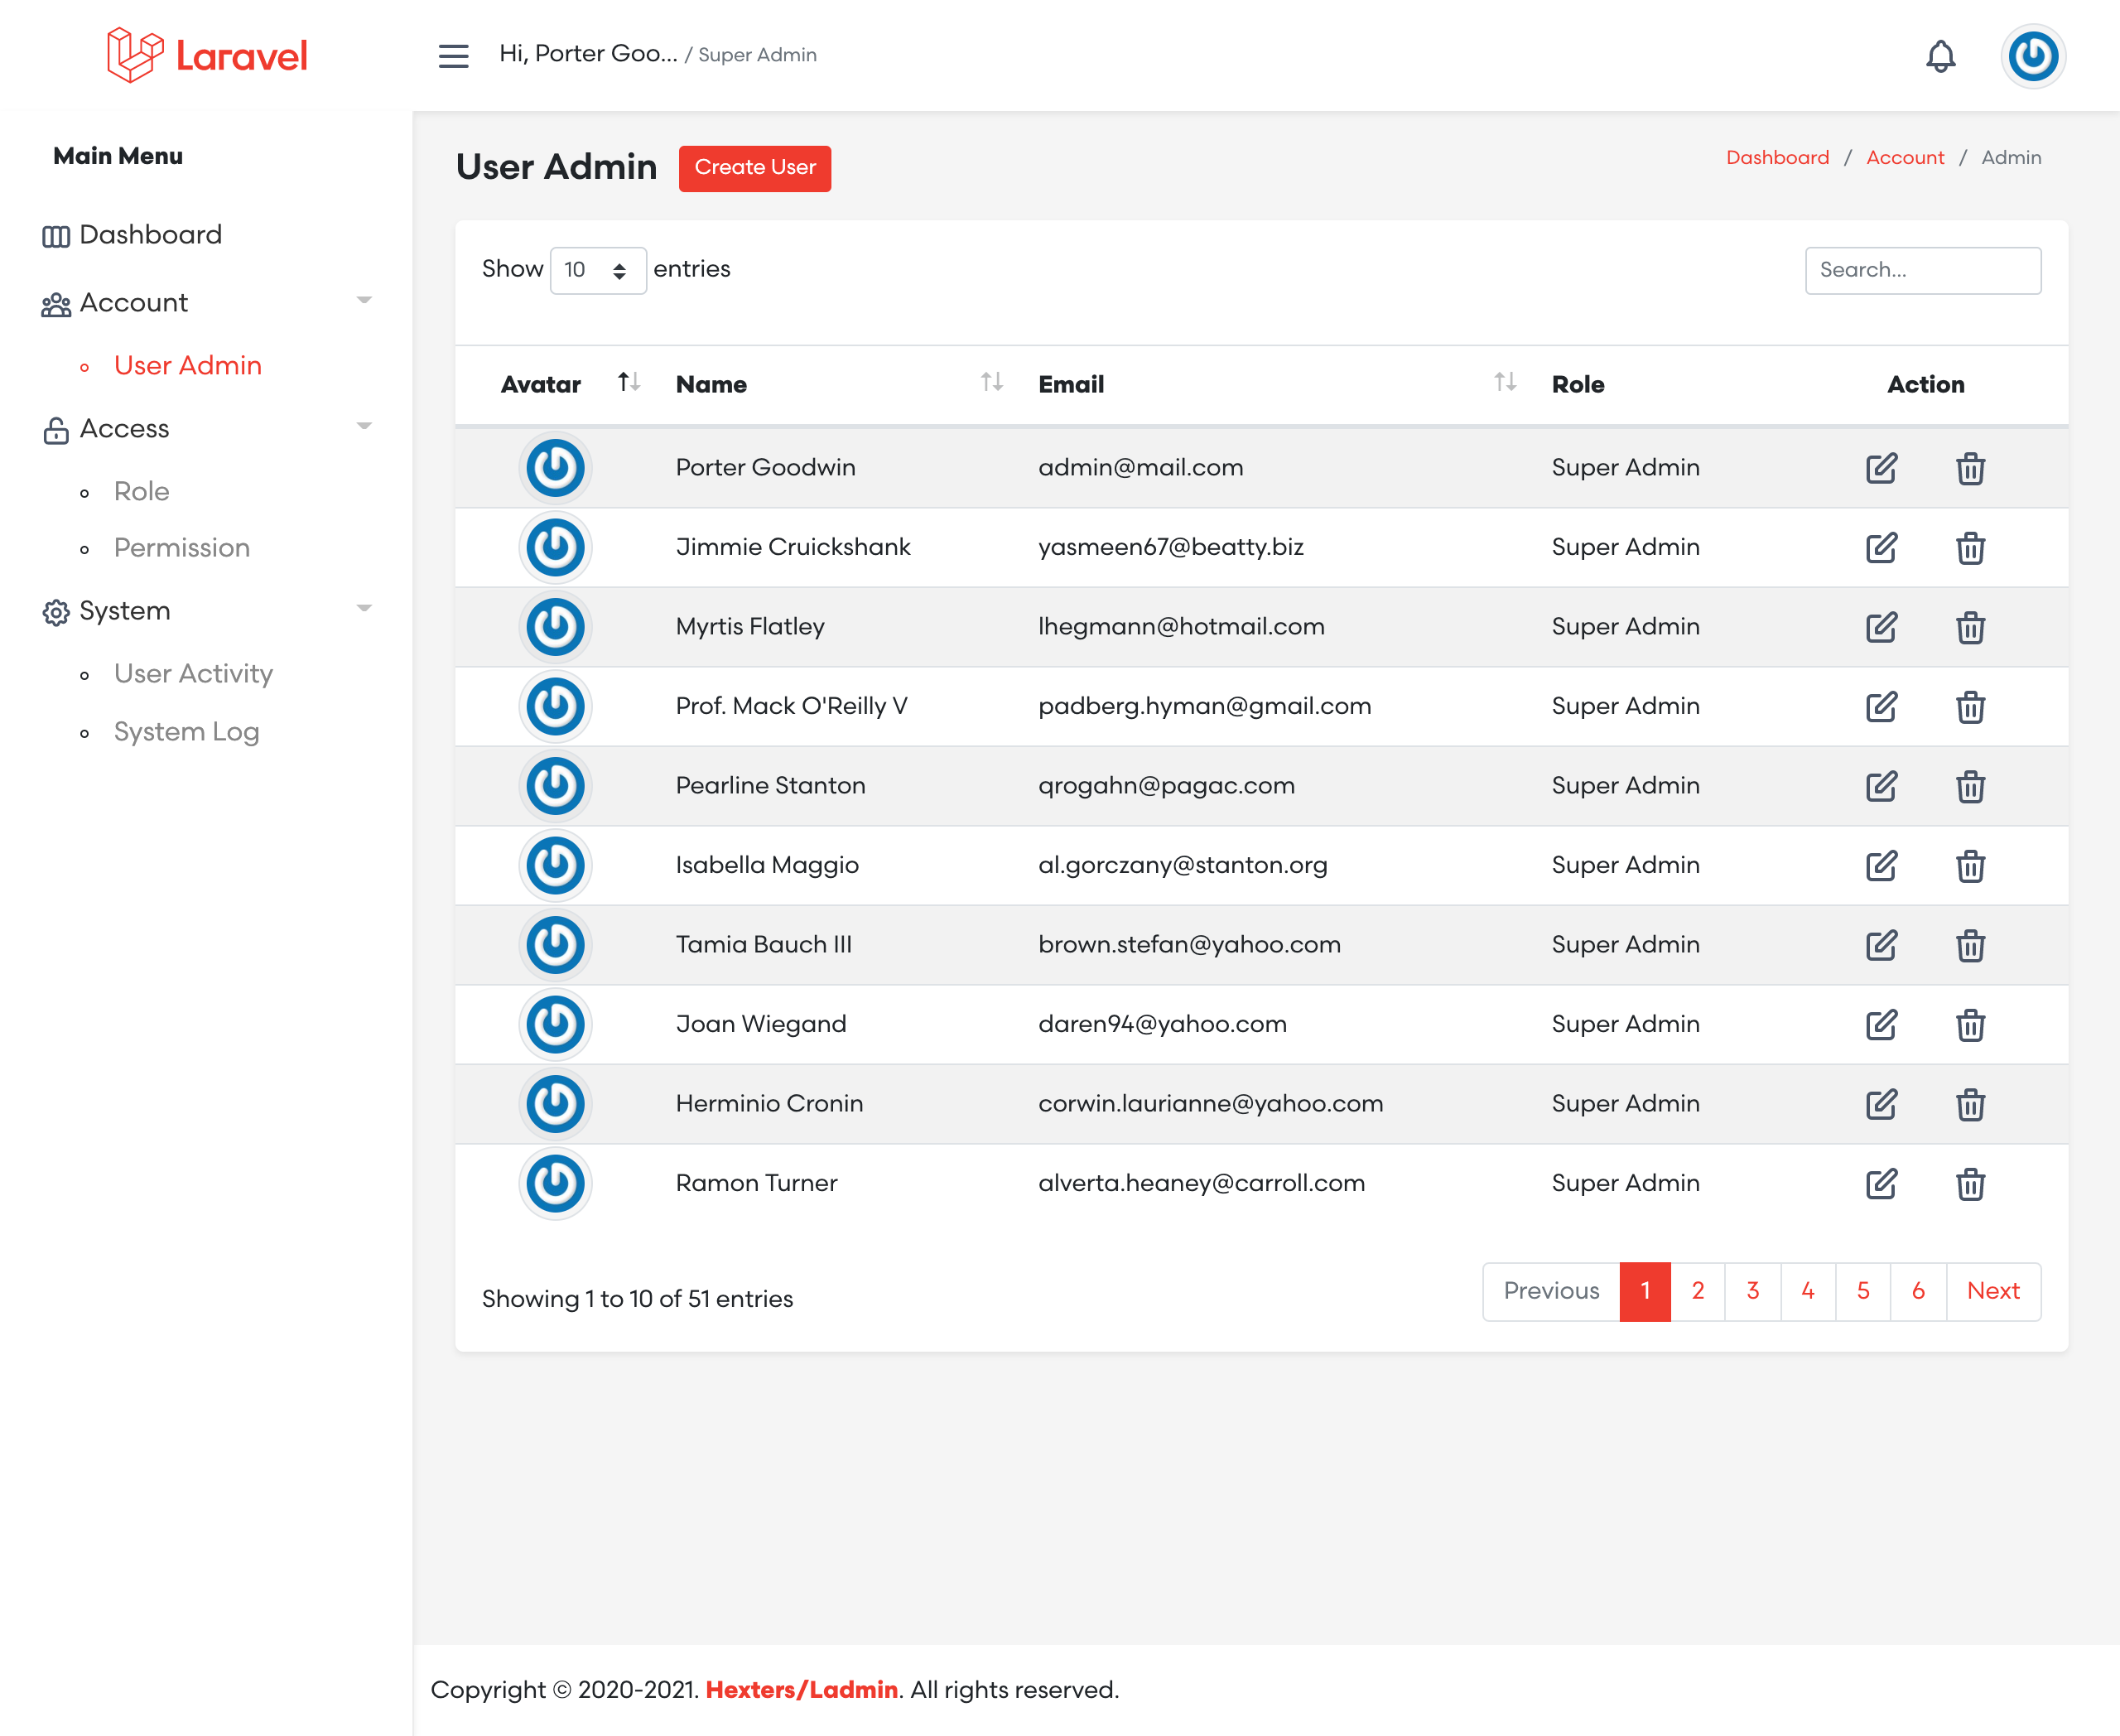 Laravel
Hi, Porter Goo... / Super Admin
Main Menu
Dashboard
Account
User Admin
Access
Role
Permission
System
User Activity
System Log
User Admin
Create User
Dashboard / Account / Admin
Show 10 entries
Search...
Avatar Name Email Role Action
Porter Goodwin admin@mail.com Super Admin
Jimmie Cruickshank yasmeen67@beatty.biz Super Admin
Myrtis Flatley lhegmann@hotmail.com Super Admin
Prof. Mack O'Reilly V padberg.hyman@gmail.com Super Admin
Pearline Stanton qrogahn@pagac.com Super Admin
Isabella Maggio al.gorczany@stanton.org Super Admin
Tamia Bauch III brown.stefan@yahoo.com Super Admin
Joan Wiegand daren94@yahoo.com Super Admin
Herminio Cronin corwin.laurianne@yahoo.com Super Admin
Ramon Turner alverta.heaney@carroll.com Super Admin
Showing 1 to 10 of 51 entries
Previous 1 2 3 4 5 6 Next
Copyright © 2020-2021. Hexters/Ladmin. All rights reserved.